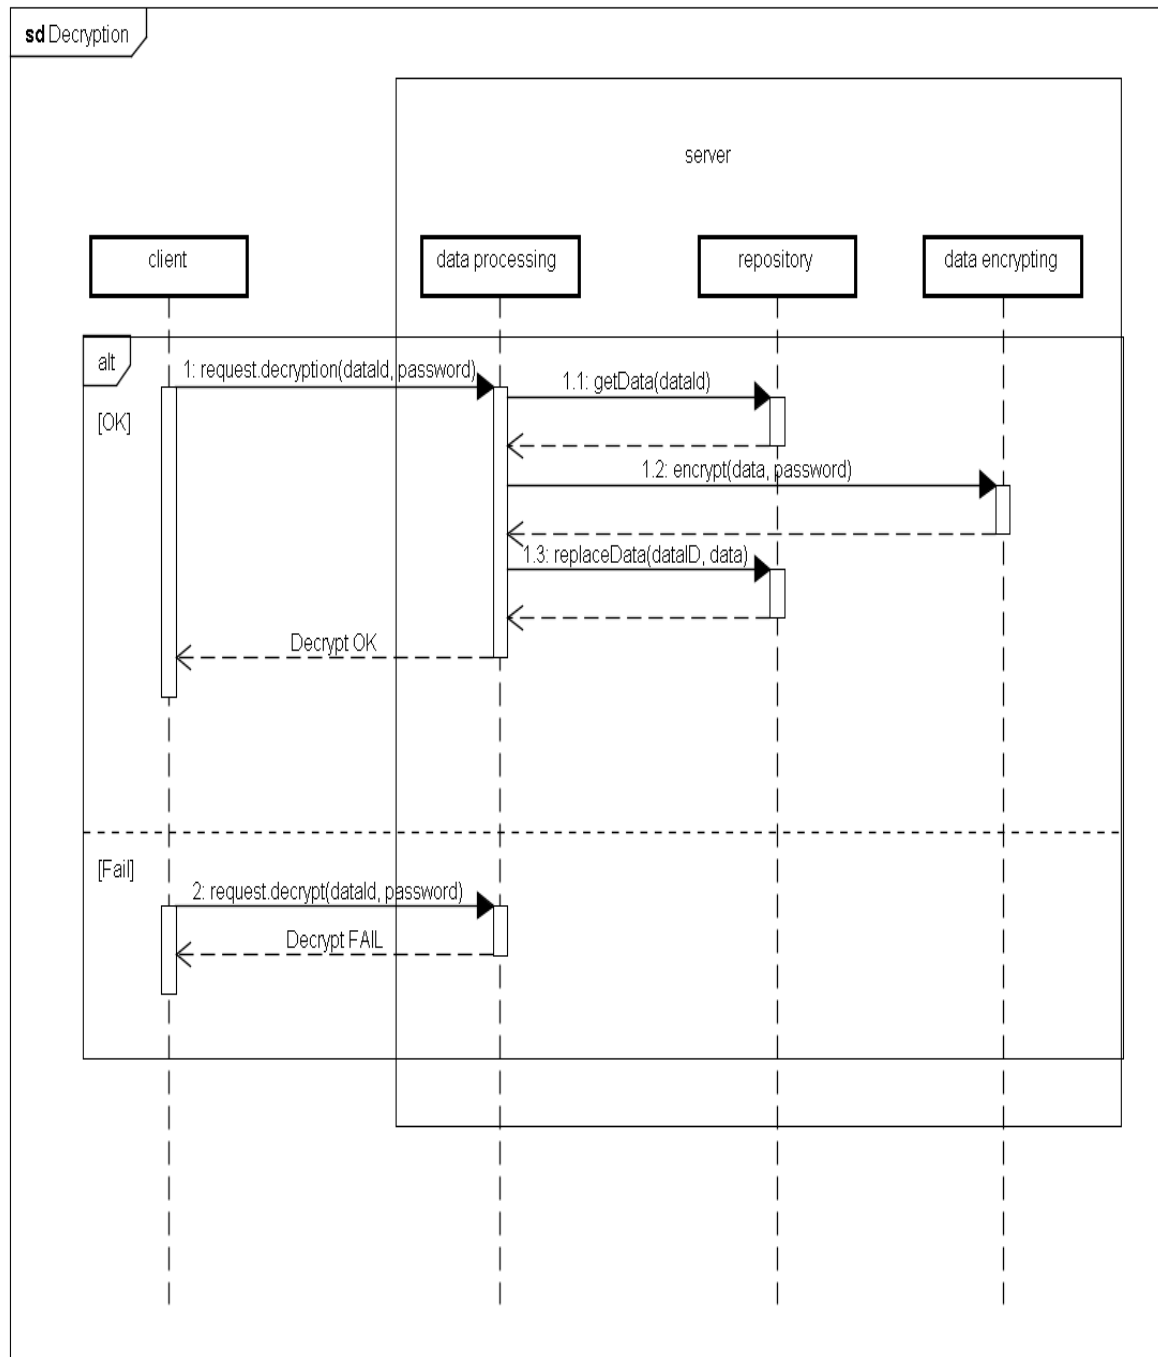 sd Decryption
server
client
data processing
repository
data encrypting
alt
1: request.decryption(dataId, password)
1.1: getData(dataId)
[OK]
1.2: encrypt(data, password)
1.3: replaceData(dataID, data)
Decrypt OK
[Fail]
2: request.decrypt(dataId, password)
Decrypt FAIL